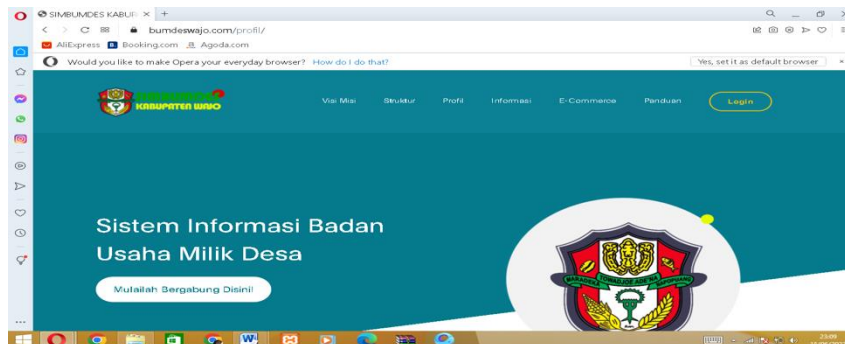 SIMBUMDES KABUP
bumdeswajo.com/profil/
AliExpress Booking.com Agoda.com
Would you like to make Opera your everyday browser? How do I do that? Yes, set it as default browser
KABUPATEN WAJO
Visi Misi Struktur Profil Informasi E-Commerce Panduan Login
Sistem Informasi Badan
Usaha Milik Desa
Mulailah Bergabung Disini!
23:09